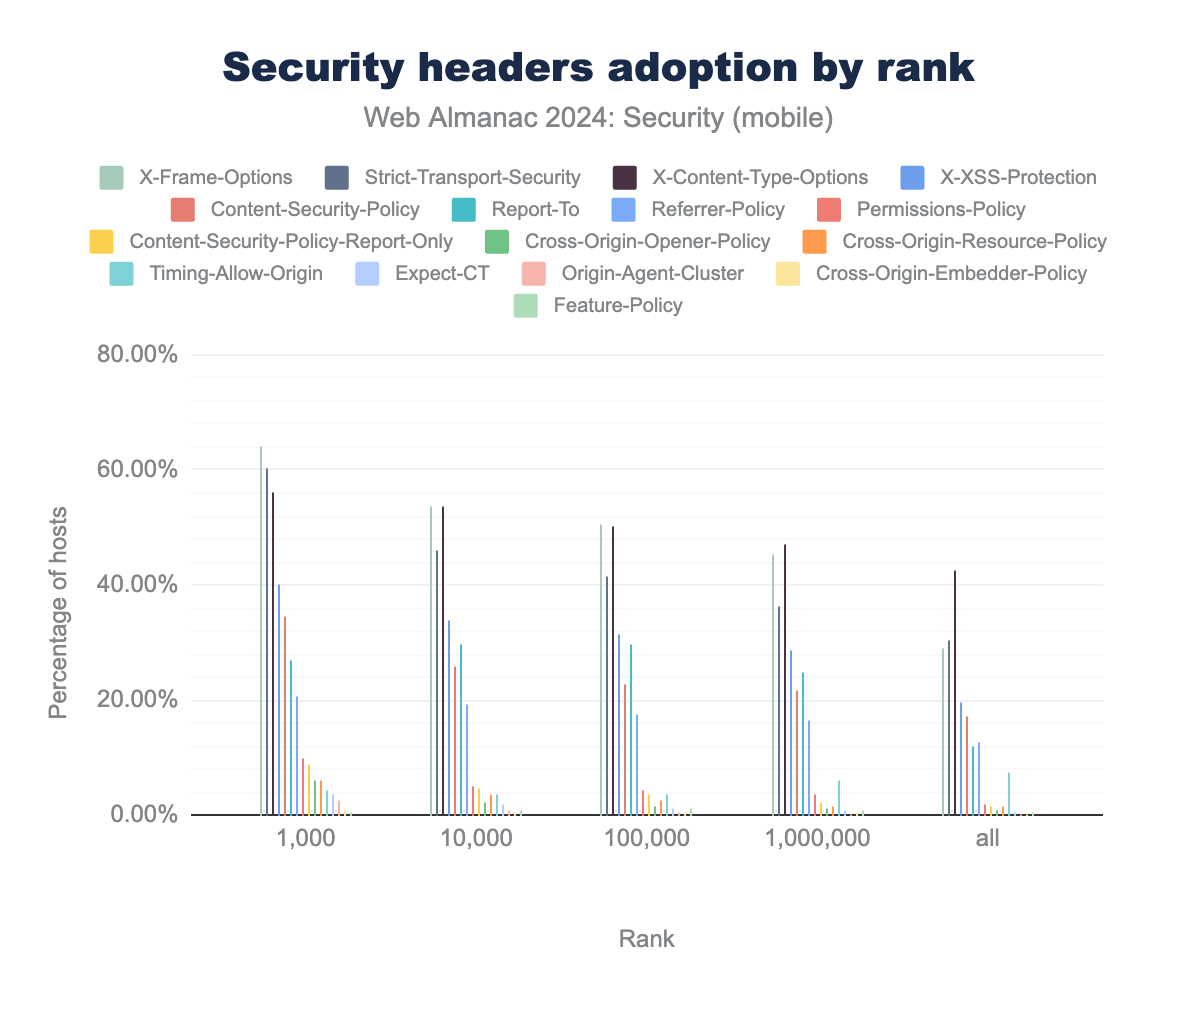 Security headers adoption by rank
Web Almanac 2024: Security (mobile)
X-Frame-Options Strict-Transport-Security X-Content-Type-Options X-XSS-Protection
Content-Security-Policy Report-To Referrer-Policy Permissions-Policy
Content-Security-Policy-Report-Only Cross-Origin-Opener-Policy Cross-Origin-Resource-Policy
Timing-Allow-Origin Expect-CT Origin-Agent-Cluster Cross-Origin-Embedder-Policy
Feature-Policy
80.00%
60.00%
40.00%
20.00%
0.00%
Percentage of hosts
1,000 10,000 100,000 1,000,000 all
Rank